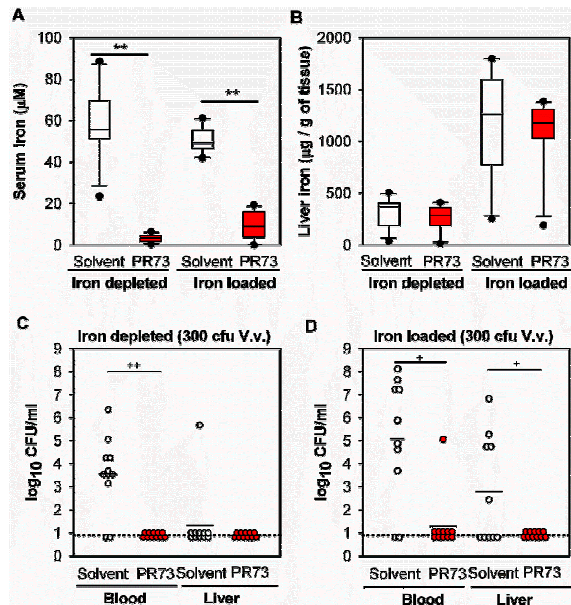 A
Serum Iron (μM)
100
80
60
40
20
0
**
**
Solvent PR73 Solvent PR73
Iron depleted Iron loaded
B
Liver Iron (μg / g of tissue)
2000
1500
1000
500
0
Solvent PR73 Solvent PR73
Iron depleted Iron loaded
C
Iron depleted (300 cfu V.v.)
log10 CFU/ml
9
8
7
6
5
4
3
2
1
0
++
Solvent PR73 Solvent PR73
Blood Liver
D
Iron loaded (300 cfu V.v.)
log10 CFU/ml
9
8
7
6
5
4
3
2
1
0
+
+
Solvent PR73 Solvent PR73
Blood Liver